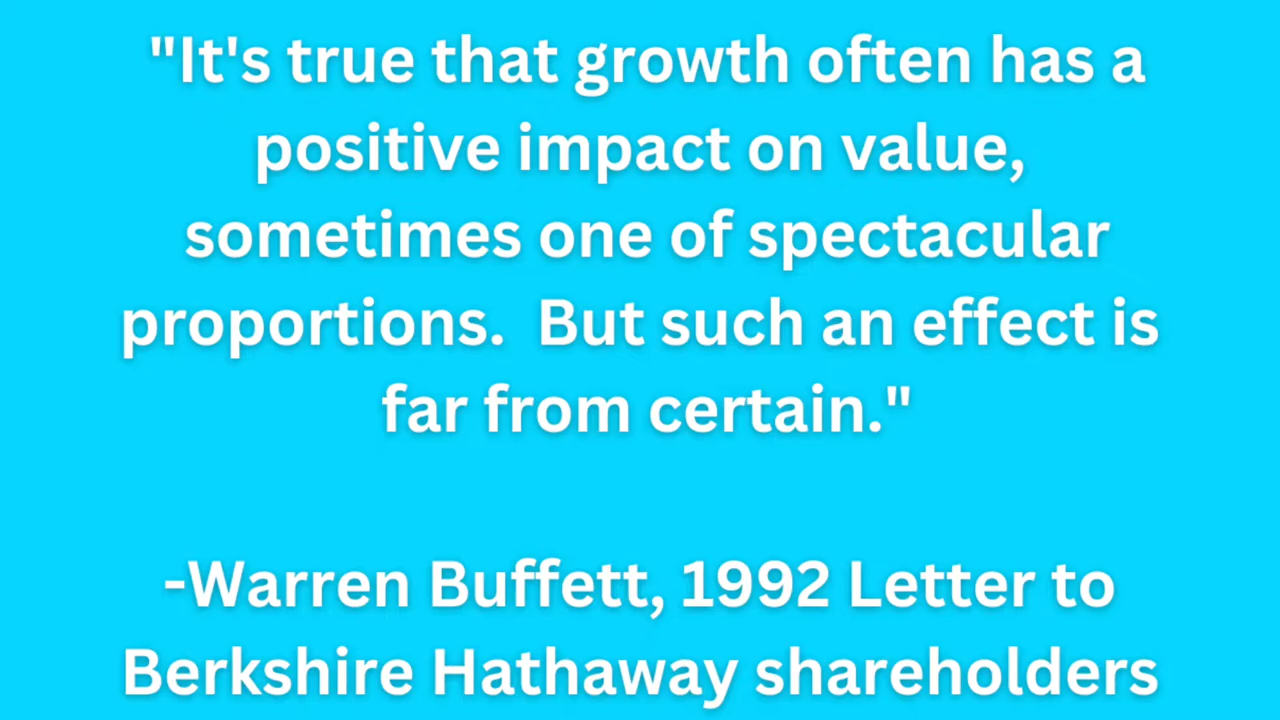 "It's true that growth often has a
positive impact on value,
sometimes one of spectacular
proportions.  But such an effect is
far from certain."
-Warren Buffett, 1992 Letter to
Berkshire Hathaway shareholders